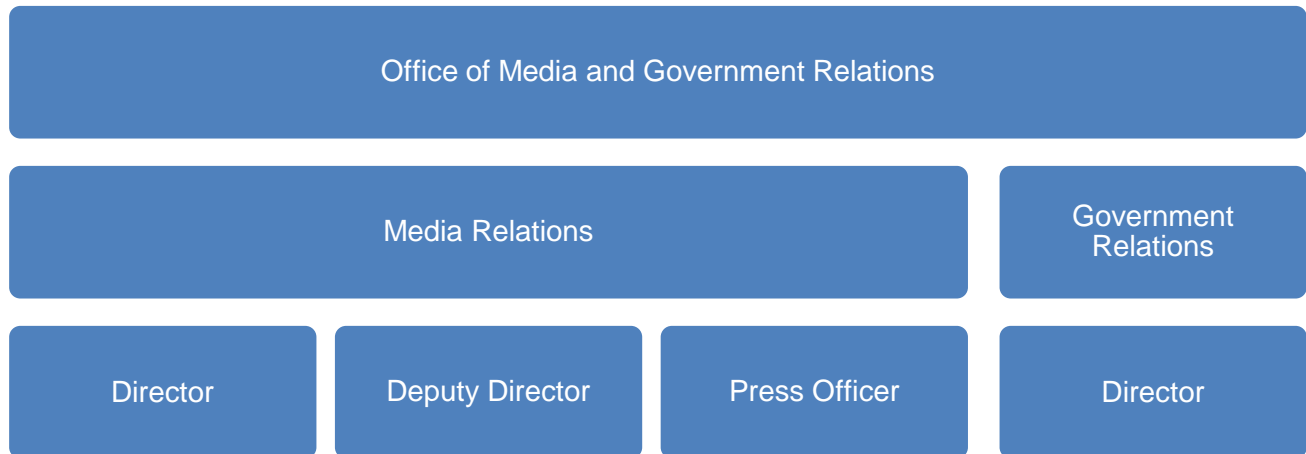 Office of Media and Government Relations
Media Relations
Government
Relations
Director
Deputy Director
Press Officer
Director